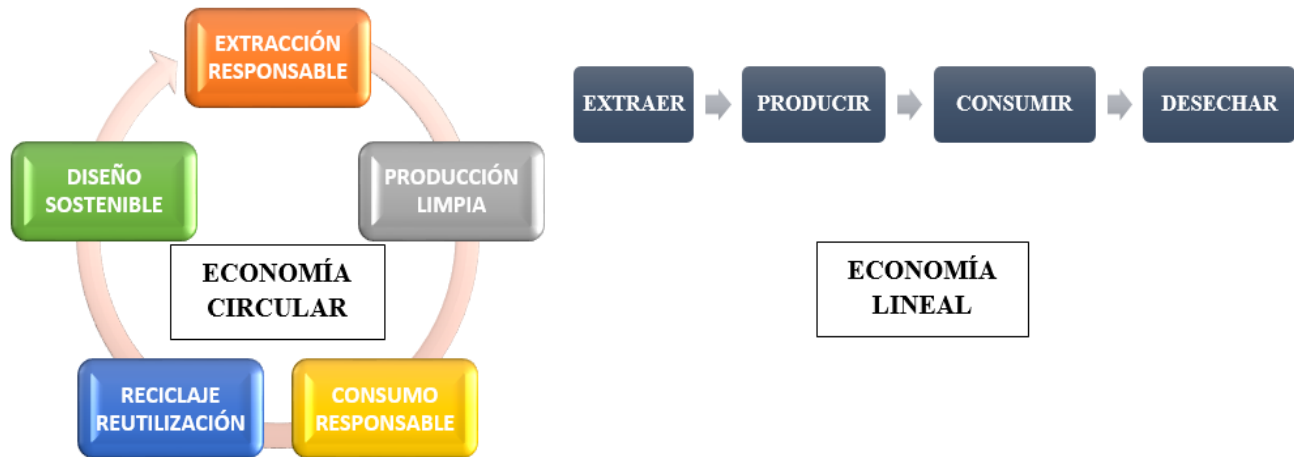 EXTRACCIÓN
RESPONSABLE
PRODUCCIÓN
LIMPIA
CONSUMO
RESPONSABLE
RECICLAJE
REUTILIZACIÓN
DISEÑO
SOSTENIBLE
ECONOMÍA
CIRCULAR
EXTRAER
PRODUCIR
CONSUMIR
DESECHAR
ECONOMÍA
LINEAL